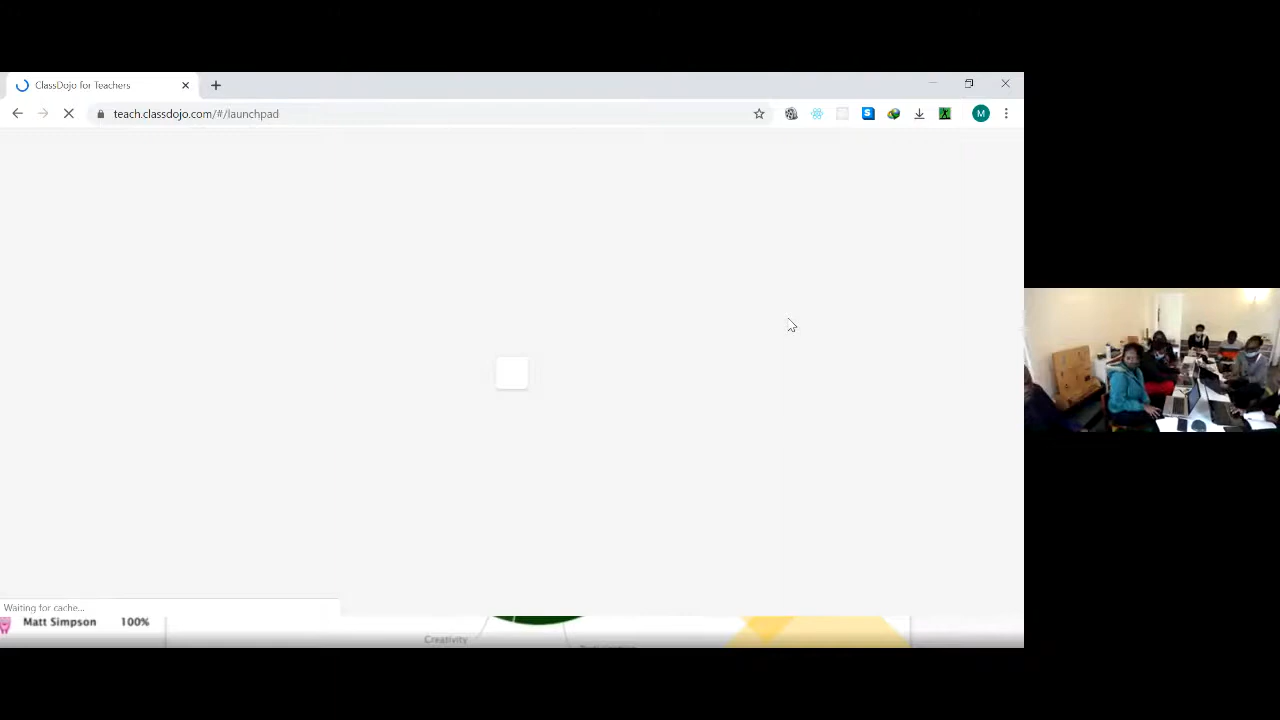 ClassDojo for Teachers
teach.classdojo.com/#/launchpad
M
Waiting for cache...
Matt Simpson 100%
Creativity